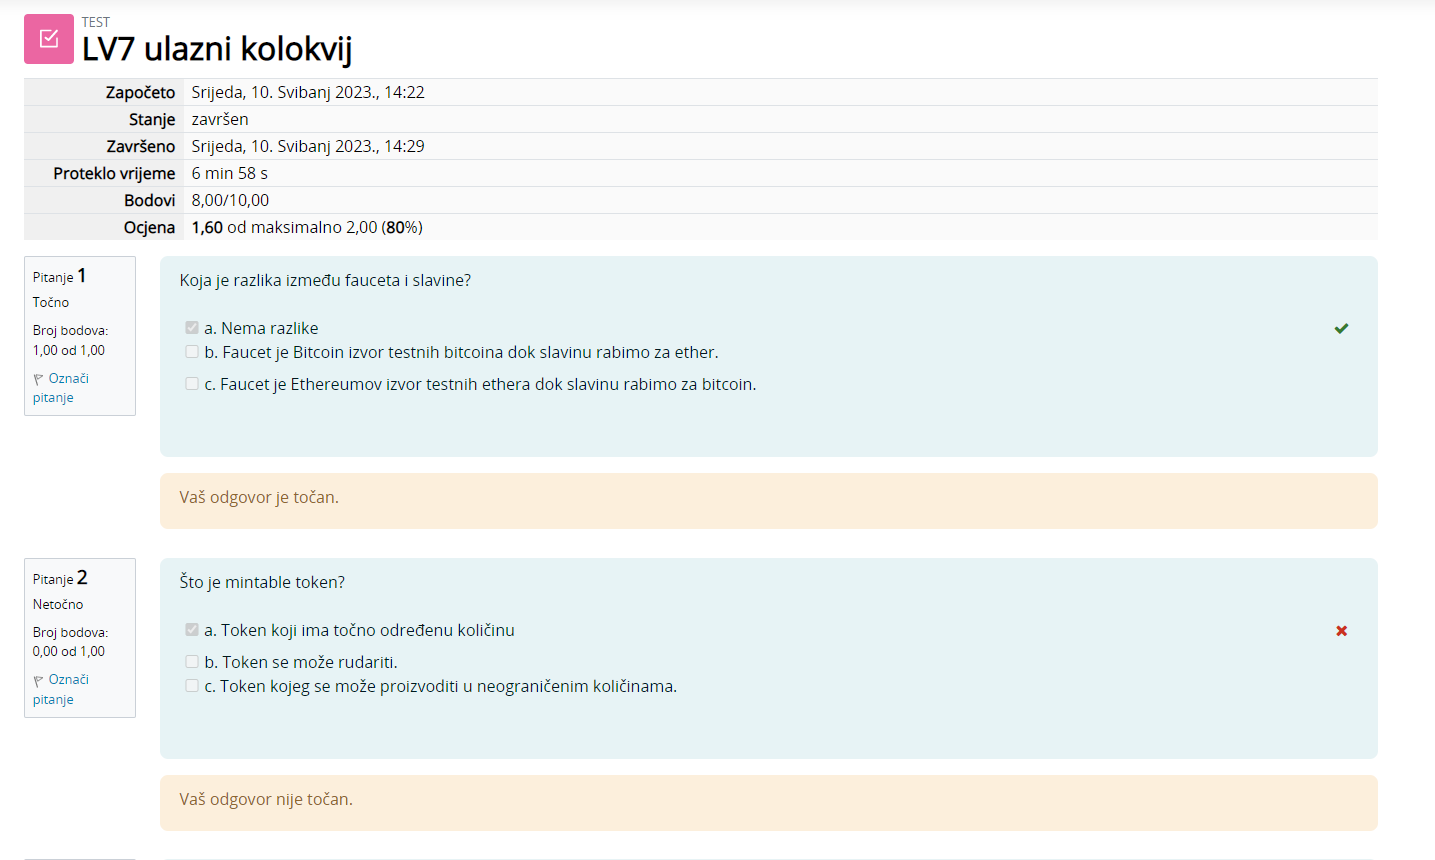 TEST
LV7 ulazni kolokvij
Započeto Srijeda, 10. Svibanj 2023., 14:22
Stanje završen
Završeno Srijeda, 10. Svibanj 2023., 14:29
Proteklo vrijeme 6 min 58 s
Bodovi 8,00/10,00
Ocjena 1,60 od maksimalno 2,00 (80%)
Pitanje 1
Točno
Broj bodova:
1,00 od 1,00
Označi
pitanje
Koja je razlika između fauceta i slavine?
a. Nema razlike
b. Faucet je Bitcoin izvor testnih bitcoina dok slavinu rabimo za ether.
c. Faucet je Ethereumov izvor testnih ethera dok slavinu rabimo za bitcoin.
Vaš odgovor je točan.
Pitanje 2
Netočno
Broj bodova:
0,00 od 1,00
Označi
pitanje
Što je mintable token?
a. Token koji ima točno određenu količinu
b. Token se može rudariti.
c. Token kojeg se može proizvoditi u neograničenim količinama.
Vaš odgovor nije točan.